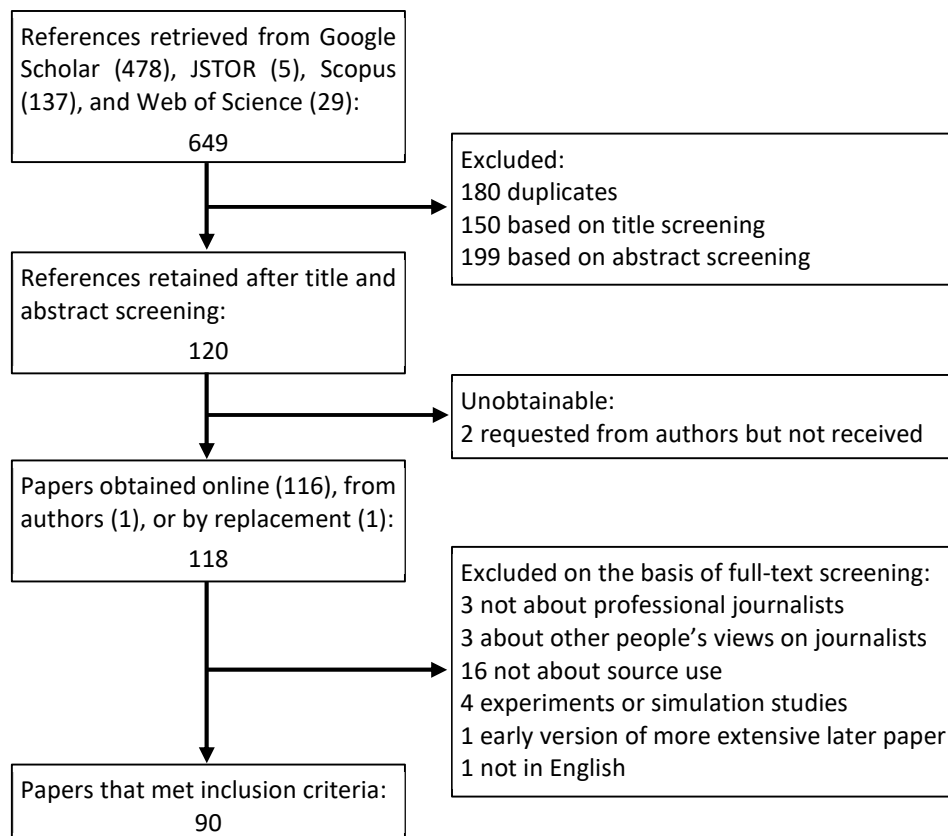 References retrieved from Google
Scholar (478), JSTOR (5), Scopus
(137), and Web of Science (29):
649
Excluded:
180 duplicates
150 based on title screening
199 based on abstract screening
References retained after title and
abstract screening:
120
Unobtainable:
2 requested from authors but not received
Papers obtained online (116), from
authors (1), or by replacement (1):
118
Excluded on the basis of full-text screening:
3 not about professional journalists
3 about other people’s views on journalists
16 not about source use
4 experiments or simulation studies
1 early version of more extensive later paper
1 not in English
Papers that met inclusion criteria:
90